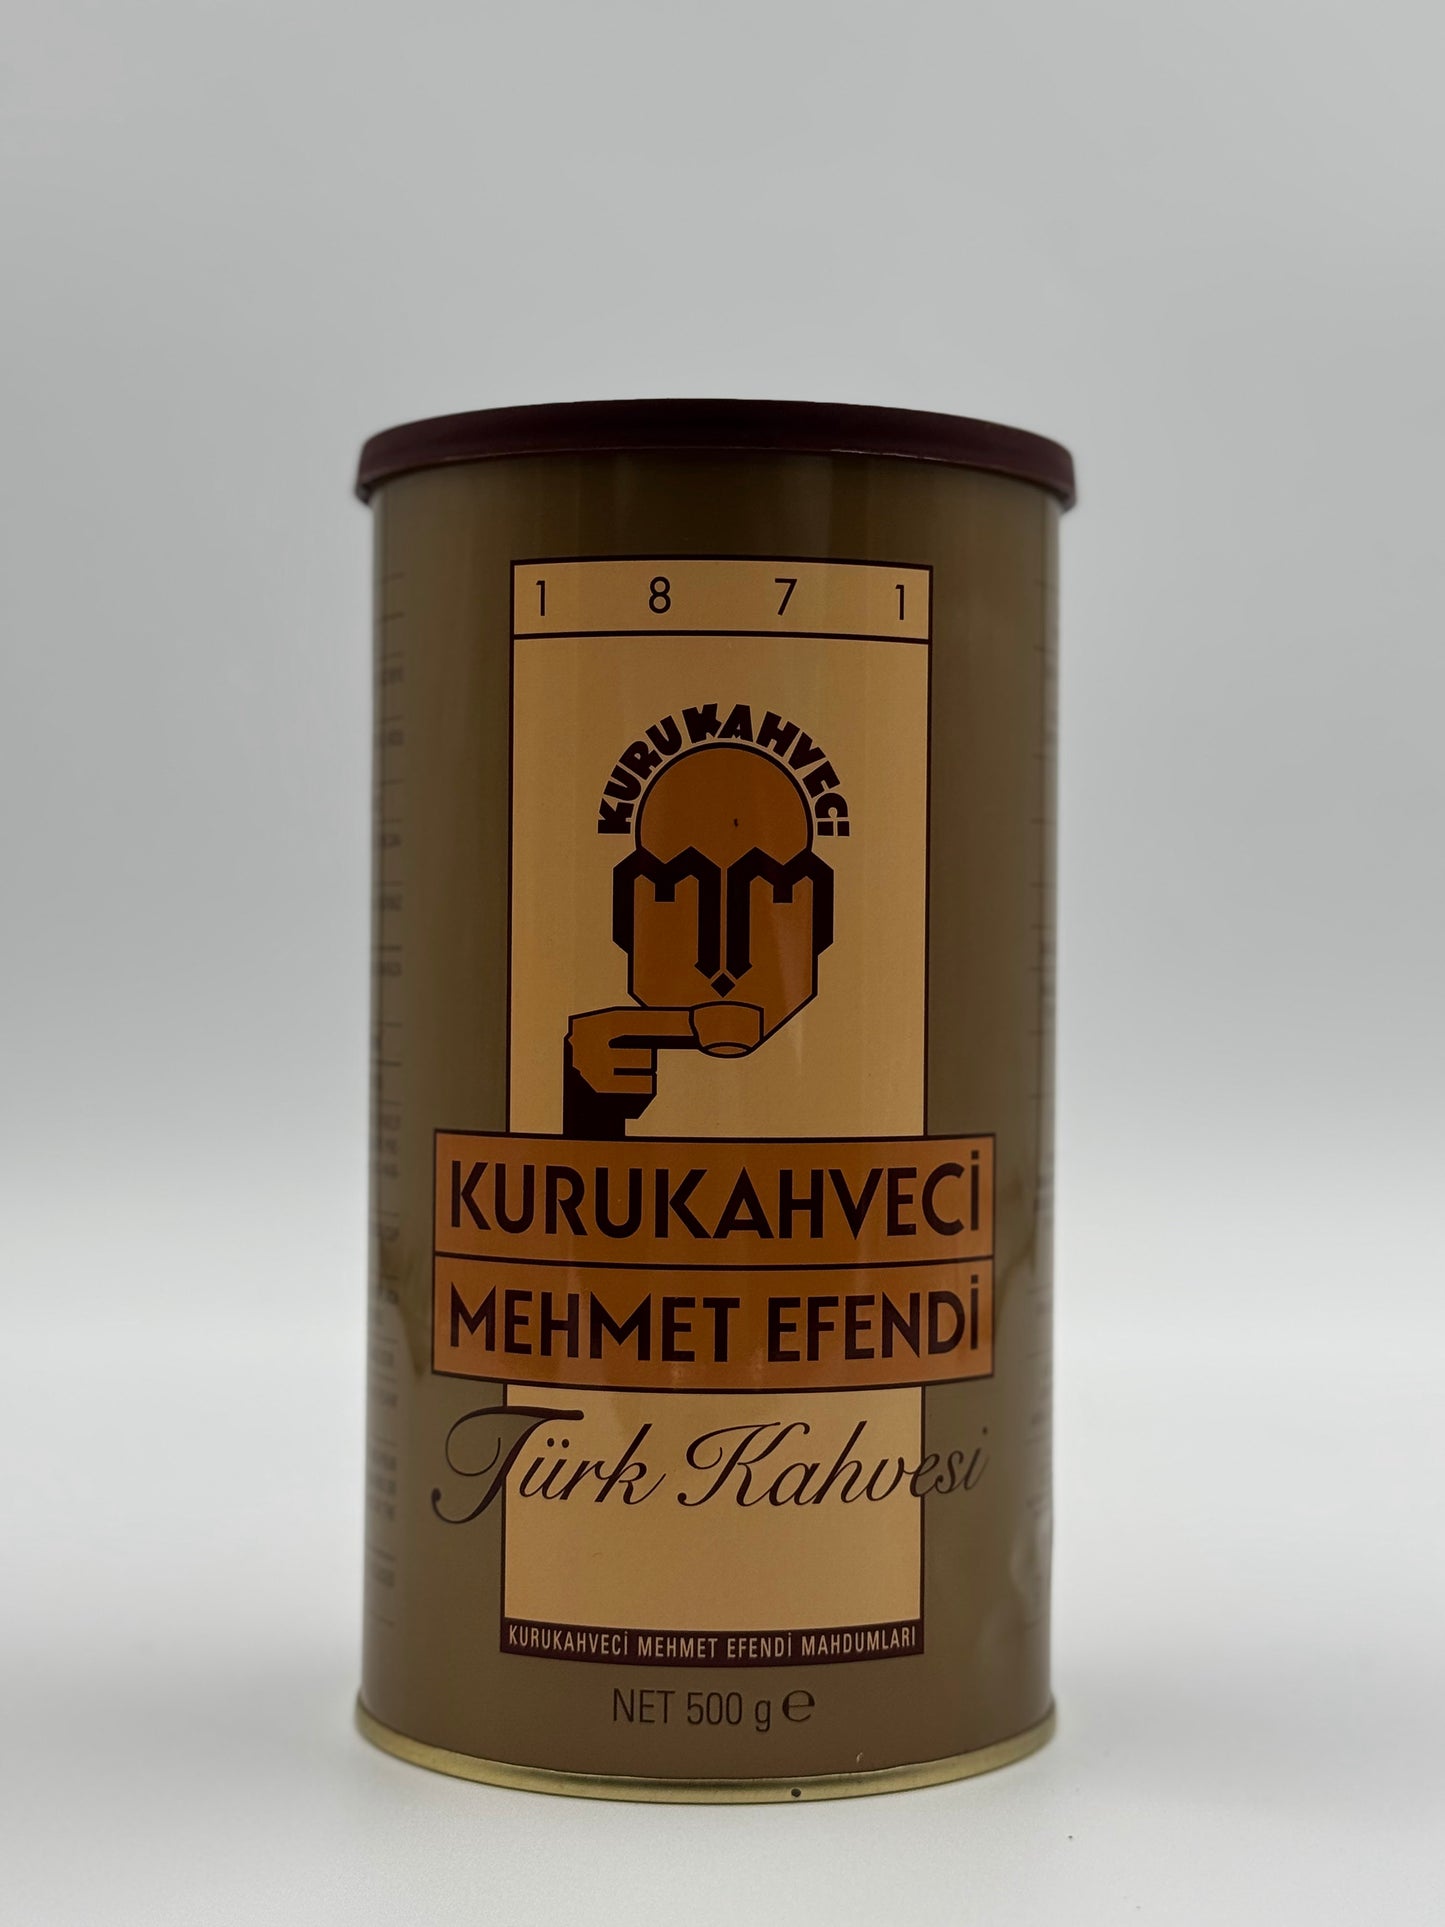 1 8 7 1
KURUKAHVECİ
KURUKAHVECİ
MEHMET EFENDİ
Türk Kahvesi
KURUKAHVECİ MEHMET EFENDİ MAHDUMLARI
NET 500 g ℮